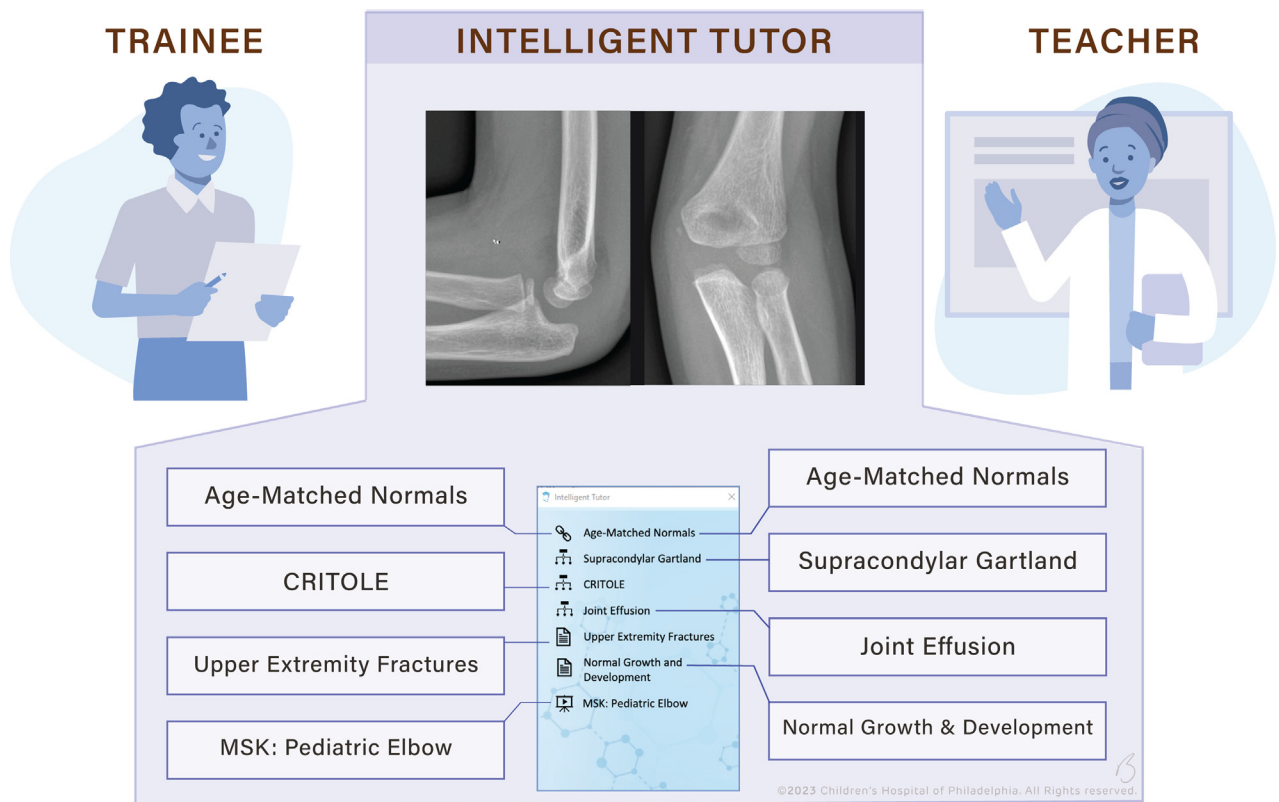 TRAINEE
INTELLIGENT TUTOR
TEACHER
Age-Matched Normals
CRITOLE
Upper Extremity Fractures
MSK: Pediatric Elbow
Intelligent Tutor
Age-Matched Normals
Supracondylar Gartland
CRITOLE
Joint Effusion
Upper Extremity Fractures
Normal Growth and
Development
MSK: Pediatric Elbow
Age-Matched Normals
Supracondylar Gartland
Joint Effusion
Normal Growth & Development
©2023 Children's Hospital of Philadelphia. All Rights reserved.